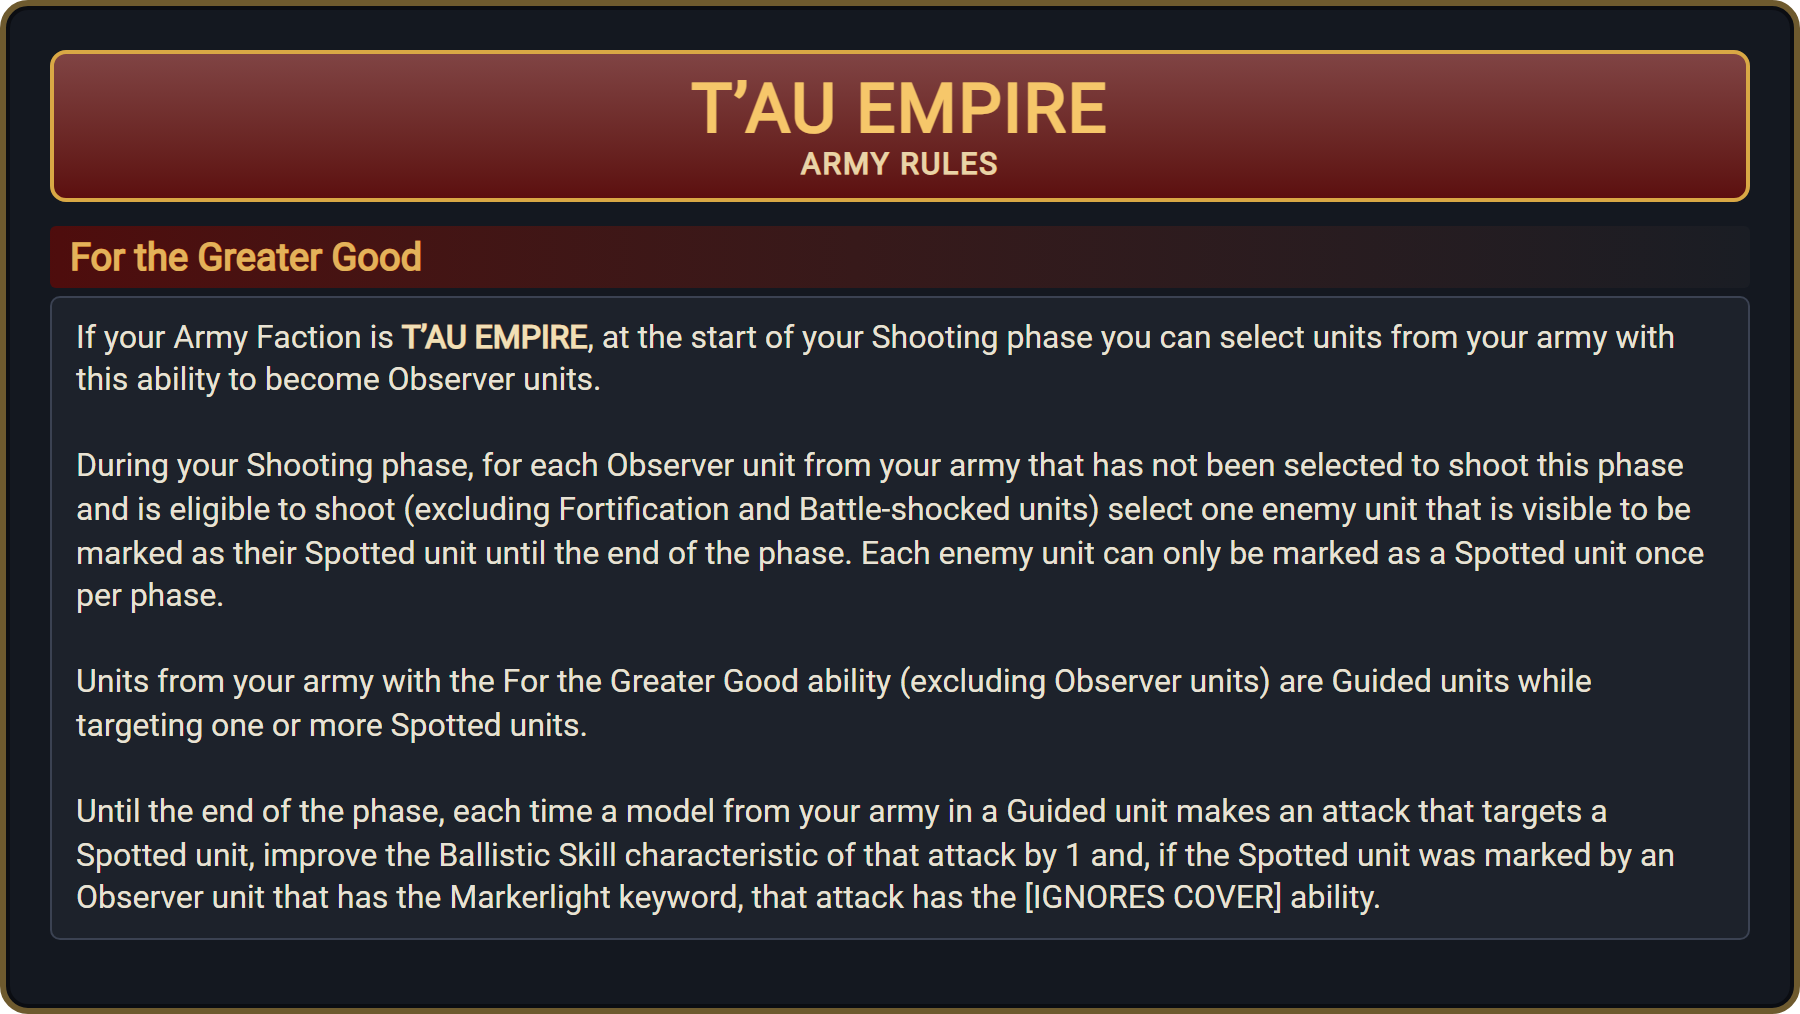 T’AU EMPIRE
ARMY RULES
For the Greater Good
If your Army Faction is T’AU EMPIRE, at the start of your Shooting phase you can select units from your army with
this ability to become Observer units.
During your Shooting phase, for each Observer unit from your army that has not been selected to shoot this phase
and is eligible to shoot (excluding Fortification and Battle-shocked units) select one enemy unit that is visible to be
marked as their Spotted unit until the end of the phase. Each enemy unit can only be marked as a Spotted unit once
per phase.
Units from your army with the For the Greater Good ability (excluding Observer units) are Guided units while
targeting one or more Spotted units.
Until the end of the phase, each time a model from your army in a Guided unit makes an attack that targets a
Spotted unit, improve the Ballistic Skill characteristic of that attack by 1 and, if the Spotted unit was marked by an
Observer unit that has the Markerlight keyword, that attack has the [IGNORES COVER] ability.